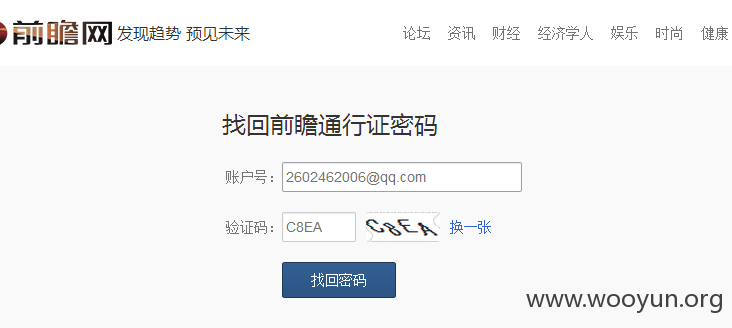 前瞻网 发现趋势 预见未来 论坛 资讯 财经 经济学人 娱乐 时尚 健康
找回前瞻通行证密码
账户号： 2602462006@qq.com
验证码： C8EA C8EA 换一张
找回密码
www.wooyun.org